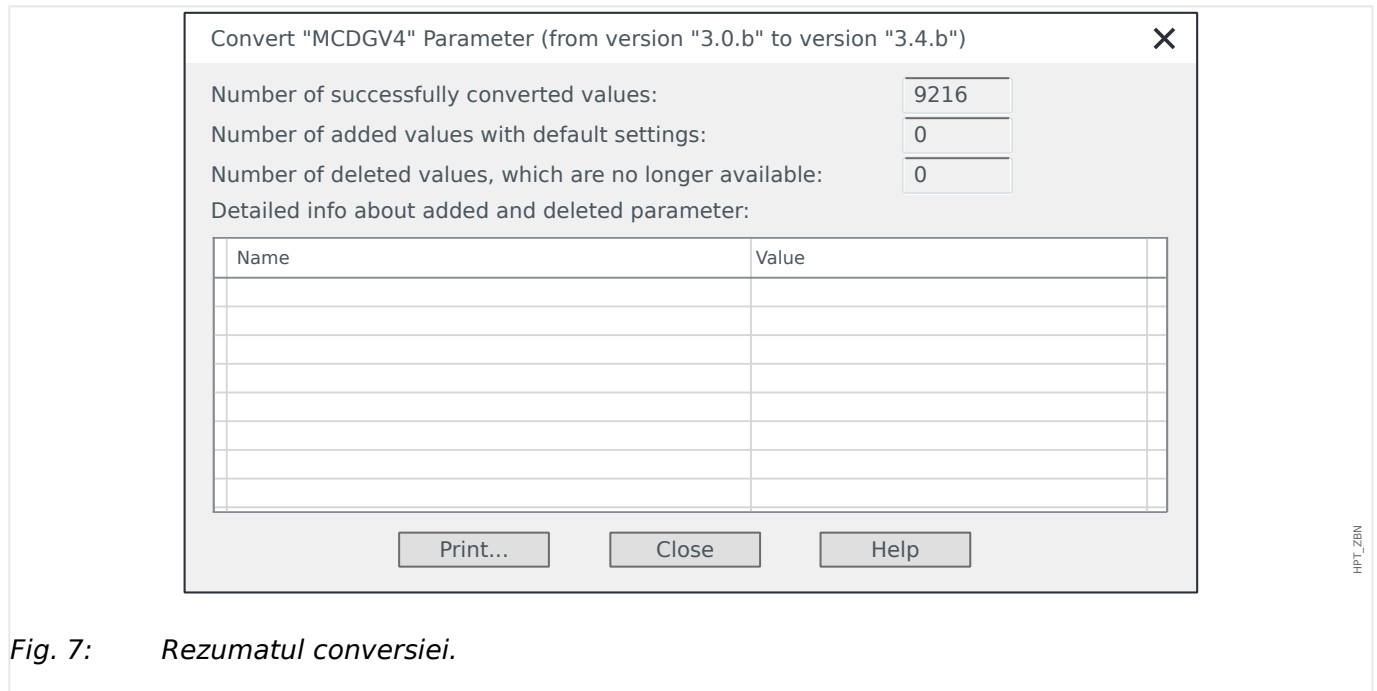 Convert "MCDGV4" Parameter (from version "3.0.b" to version "3.4.b")
Number of successfully converted values: 9216
Number of added values with default settings: 0
Number of deleted values, which are no longer available: 0
Detailed info about added and deleted parameter:
Name Value
Print... Close Help
HPT_ZBN
Fig. 7: Rezumatul conversiei.